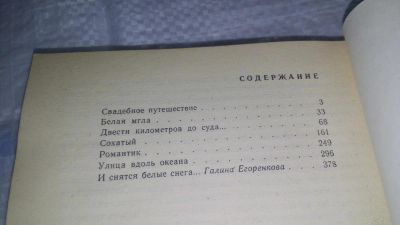 СОДЕРЖАНИЕ
Свадебное путешествие . . . . . . . . 3
Белая мгла . . . . . . . . . . 33
Двести километров до суда... . . . . . . 68
Сохатый . . . . . . . . . . 161
Романтик . . . . . . . . . . 249
Улица вдоль океана . . . . . . . . 296
И снятся белые снега... Галина Егоренкова . . 378